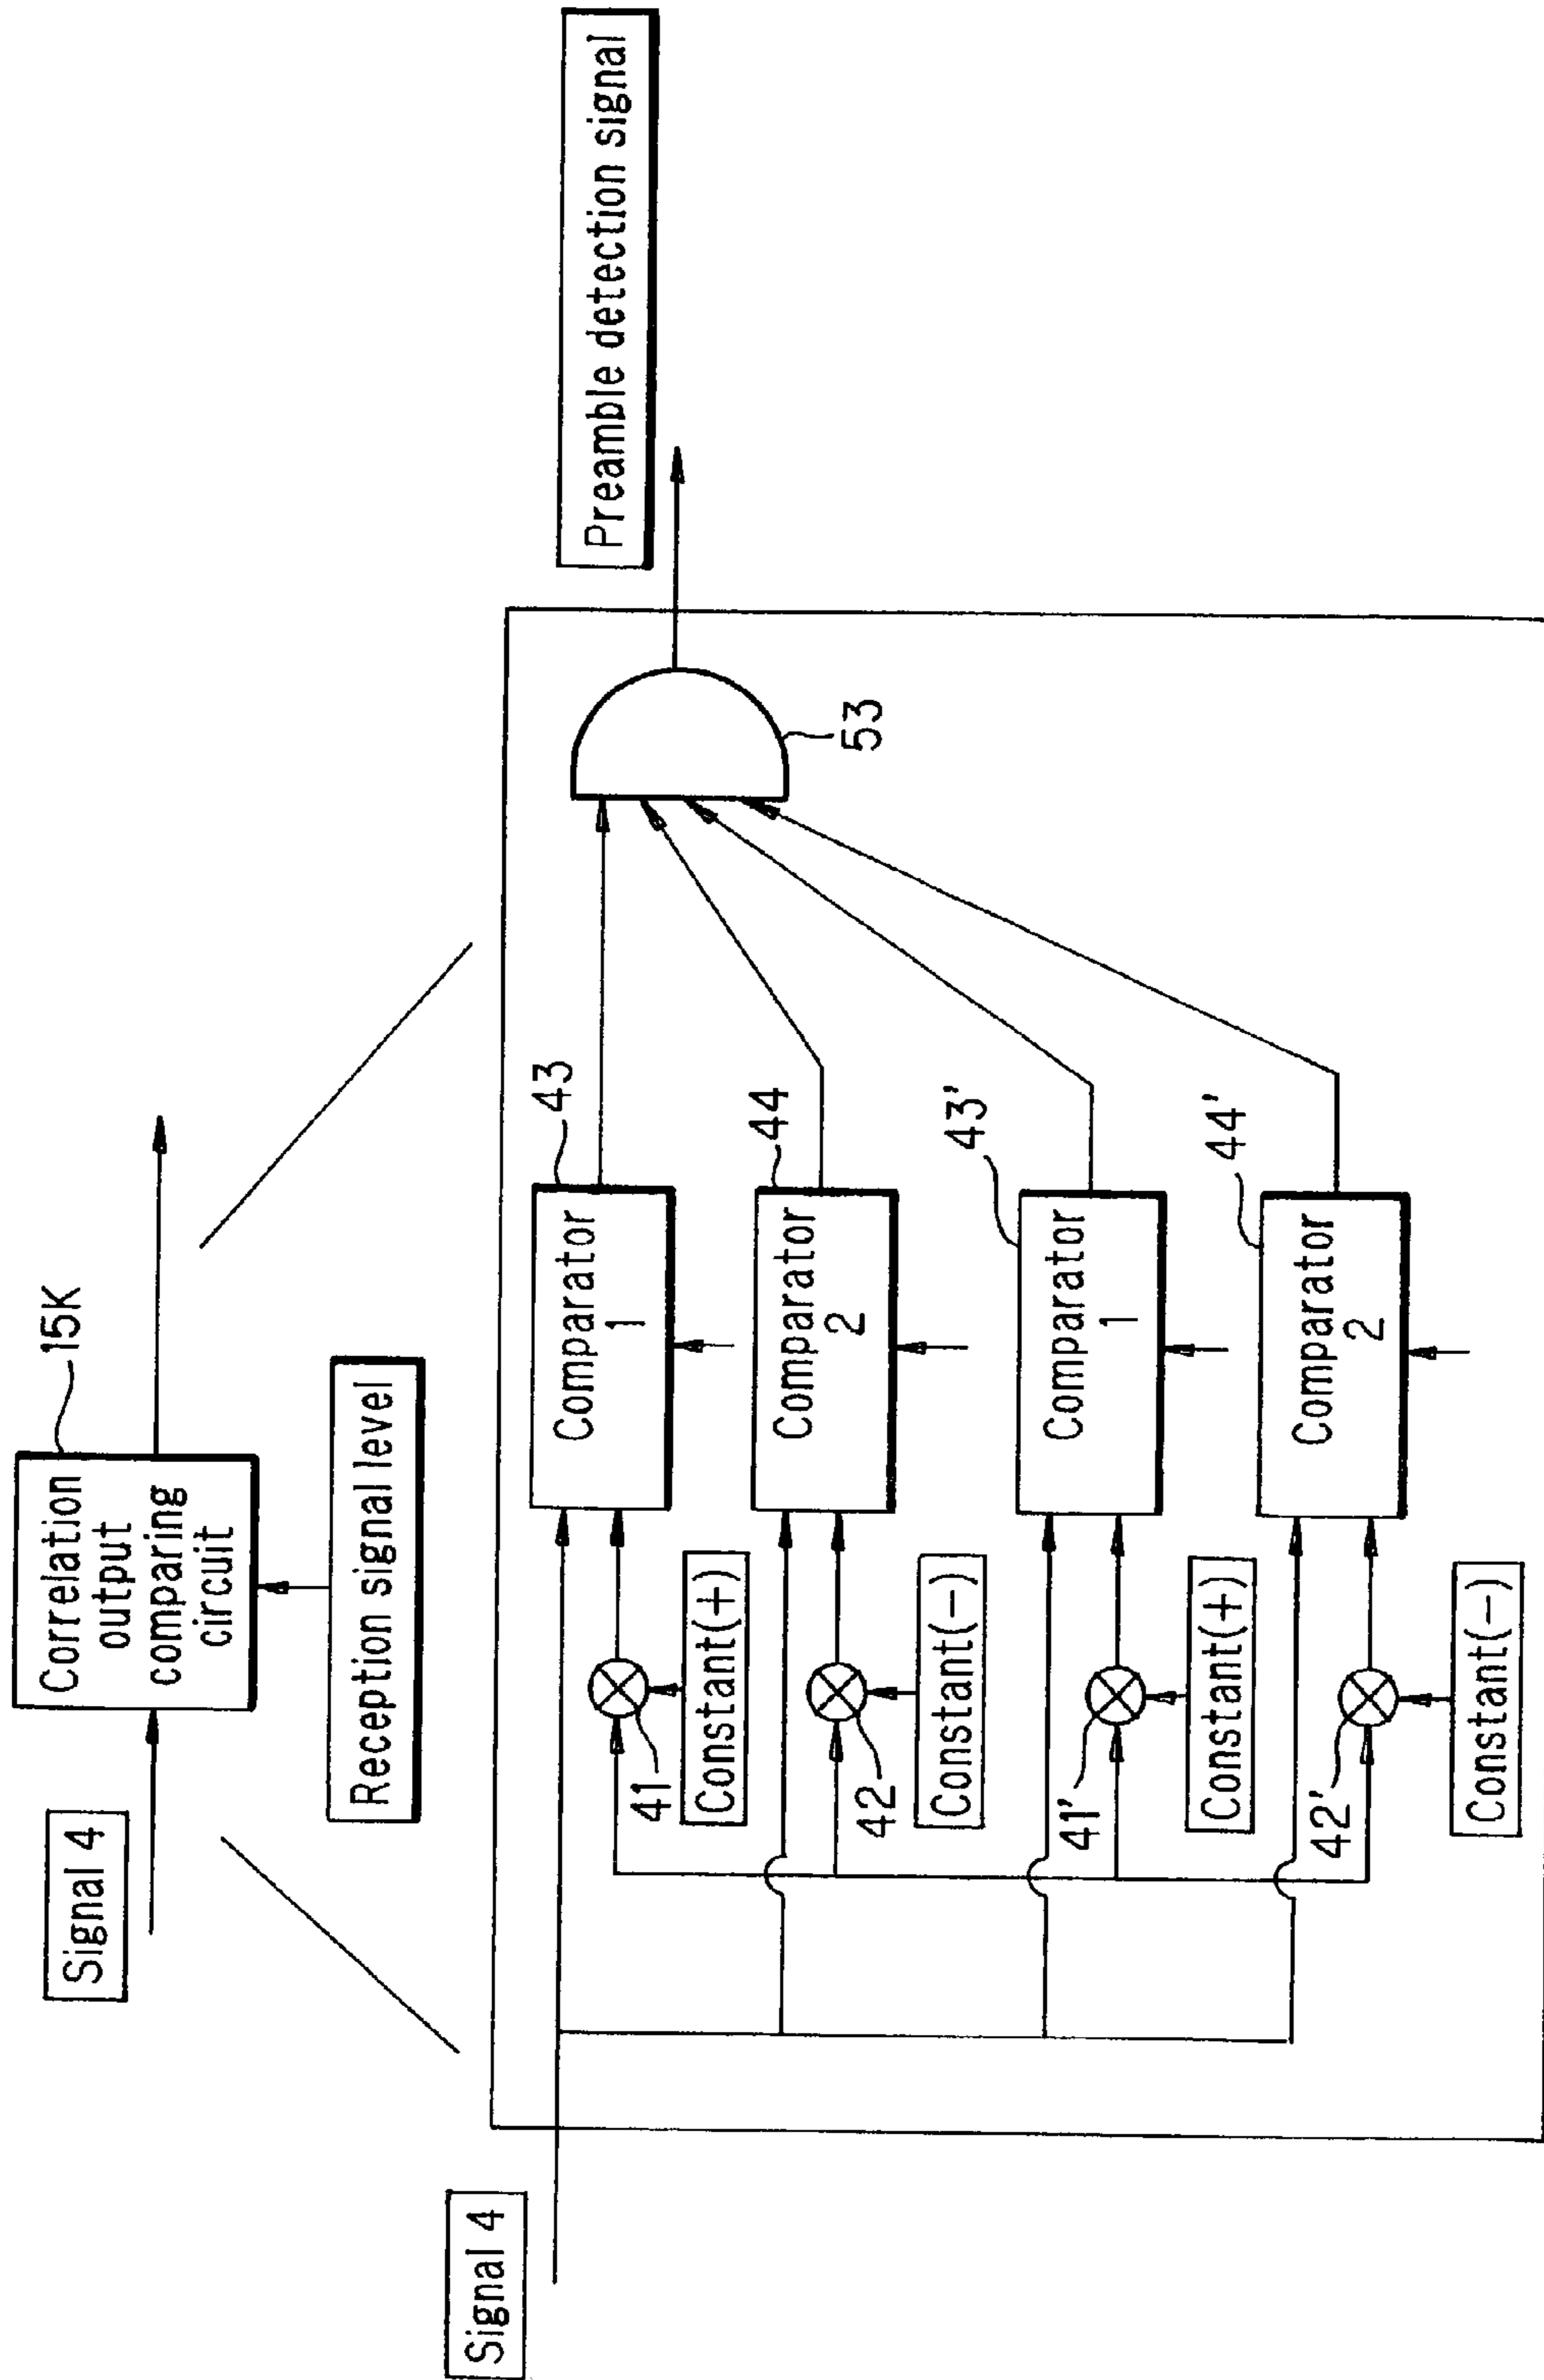 Signal 4
Correlation
output
comparing
circuit
15K
Reception signal level
Signal 4
41
Constant(+)
Comparator
1
43
42
Constant(-)
Comparator
2
44
41'
Constant(+)
Comparator
1
43'
42'
Constant(-)
Comparator
2
44'
53
Preamble detection signal